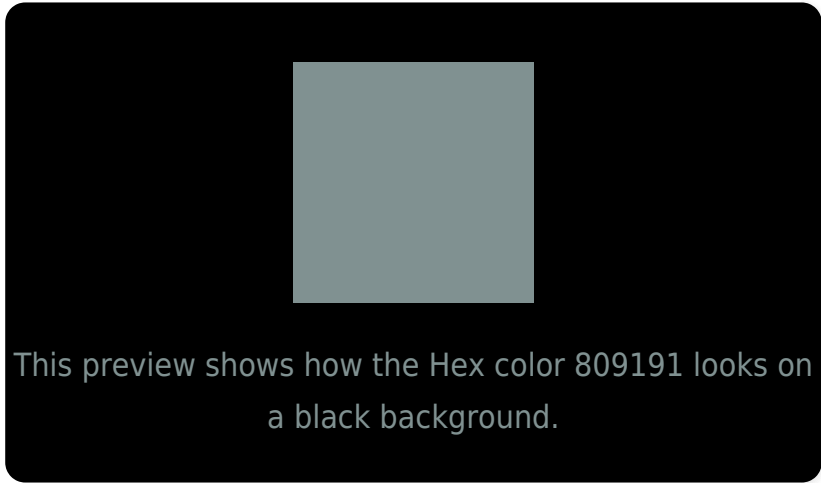 This preview shows how the Hex color 809191 looks on
a black background.